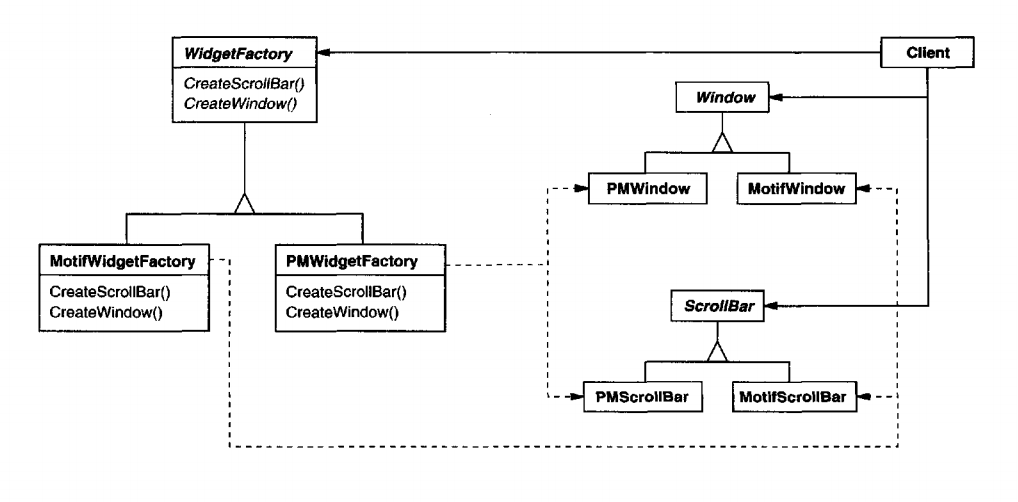 WidgetFactory
CreateScrollBar()
CreateWindow()
Client
Window
PMWindow
MotifWindow
MotifWidgetFactory
CreateScrollBar()
CreateWindow()
PMWidgetFactory
CreateScrollBar()
CreateWindow()
ScrollBar
PMScrollBar
MotifScrollBar